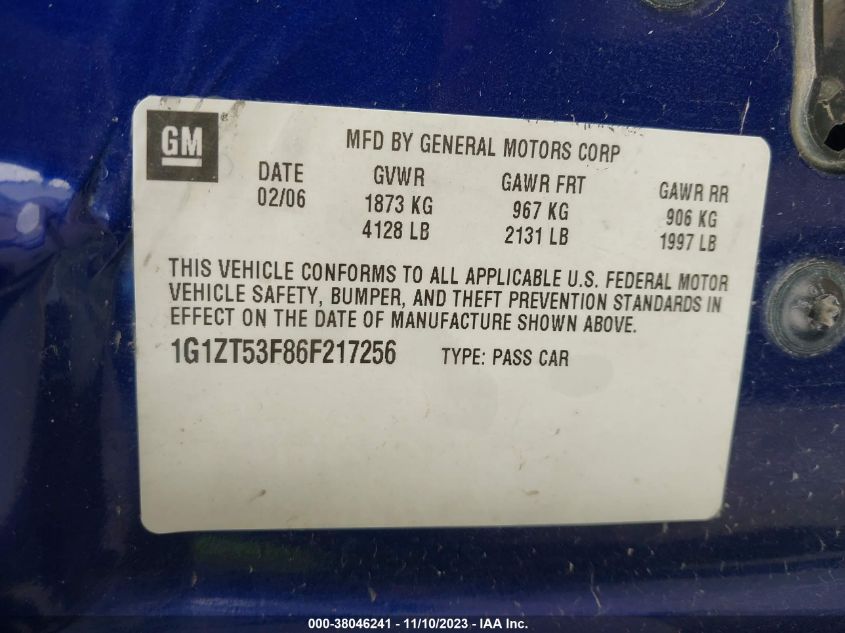 GM
MFD BY GENERAL MOTORS CORP
DATE GVWR GAWR FRT GAWR RR
02/06 1873 KG 967 KG 906 KG
4128 LB 2131 LB 1997 LB
THIS VEHICLE CONFORMS TO ALL APPLICABLE U.S. FEDERAL MOTOR
VEHICLE SAFETY, BUMPER, AND THEFT PREVENTION STANDARDS IN
EFFECT ON THE DATE OF MANUFACTURE SHOWN ABOVE.
1G1ZT53F86F217256 TYPE: PASS CAR
000-38046241 - 11/10/2023 - IAA Inc.